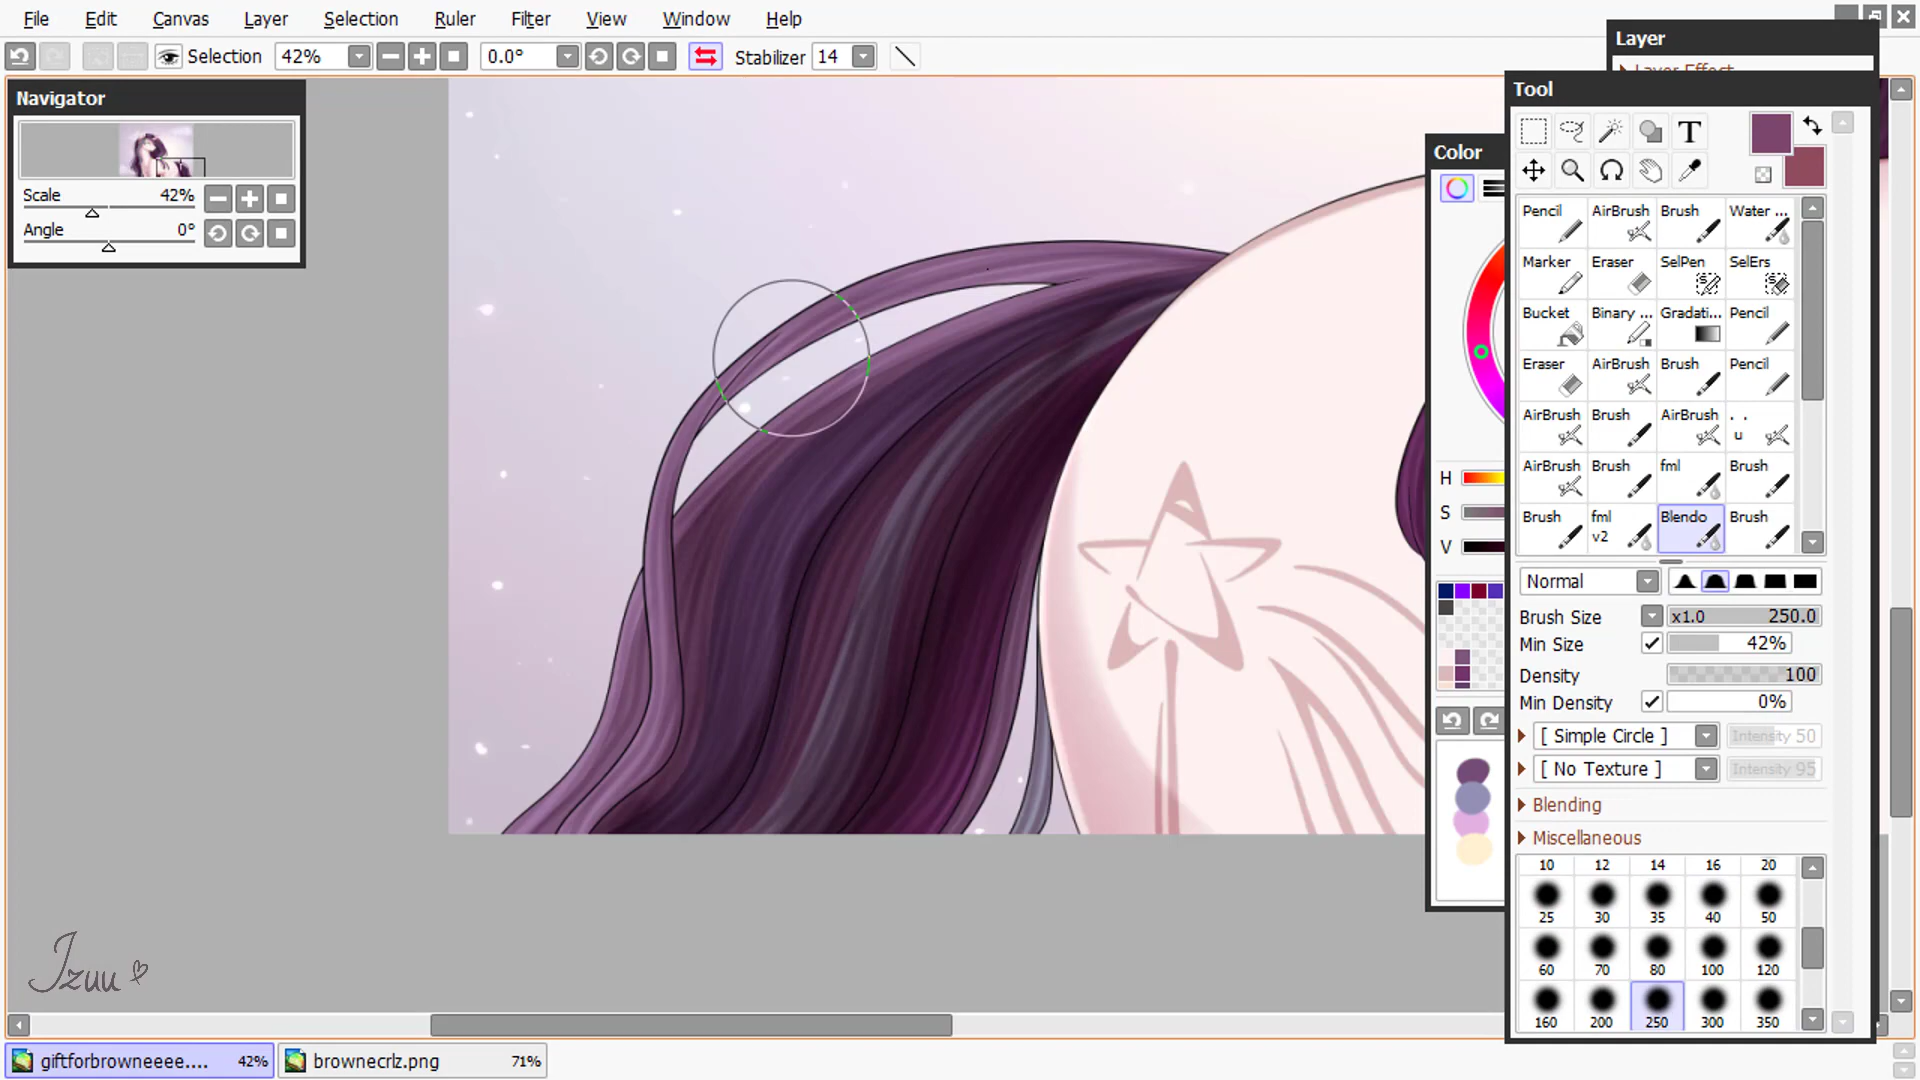 File Edit Canvas Layer Selection Ruler Filter View Window Help
Selection 42% 0.0° Stabilizer 14
Navigator
Scale 42%
Angle 0°
Layer
Tool
Color
H
S
V
T
Pencil AirBrush Brush Water ...
Marker Eraser SelPen SelErs
Bucket Binary ... Gradati... Pencil
Eraser AirBrush Brush Pencil
AirBrush Brush AirBrush . . u
AirBrush Brush fml Brush
Brush fml v2 Blendo Brush
Normal
Brush Size x1.0 250.0
Min Size 42%
Density 100
Min Density 0%
[ Simple Circle ] Intensity 50
[ No Texture ] Intensity 95
Blending
Miscellaneous
10 12 14 16 20
25 30 35 40 50
60 70 80 100 120
160 200 250 300 350
Izuu
giftforbrowneeee.... 42% brownecrlz.png 71%